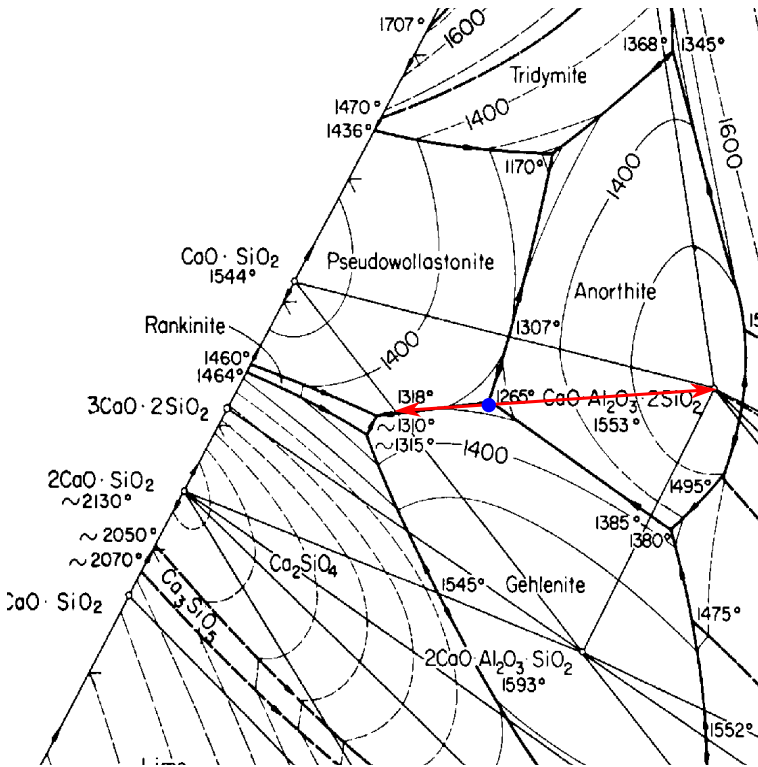 1707°
1600
1368°
1345°
Tridymite
1470°
1400
1436°
1600
1170°
1400
CaO·SiO₂
1544°
Pseudowollastonite
Anorthite
Rankinite
1307°
1460°
1400
1464°
1318°
1265°
CaO Al₂O₃ 2SiO₂
3CaO·2SiO₂
~1310°
1553°
~1315°
1400
2CaO·SiO₂
1495°
~2130°
1385°
~2050°
1380°
~2070°
Ca₂SiO₄
1545°
Gehlenite
CaO·SiO₂
Ca₃SiO₅
1475°
2CaO·Al₂O₃·SiO₂
1593°
1552°